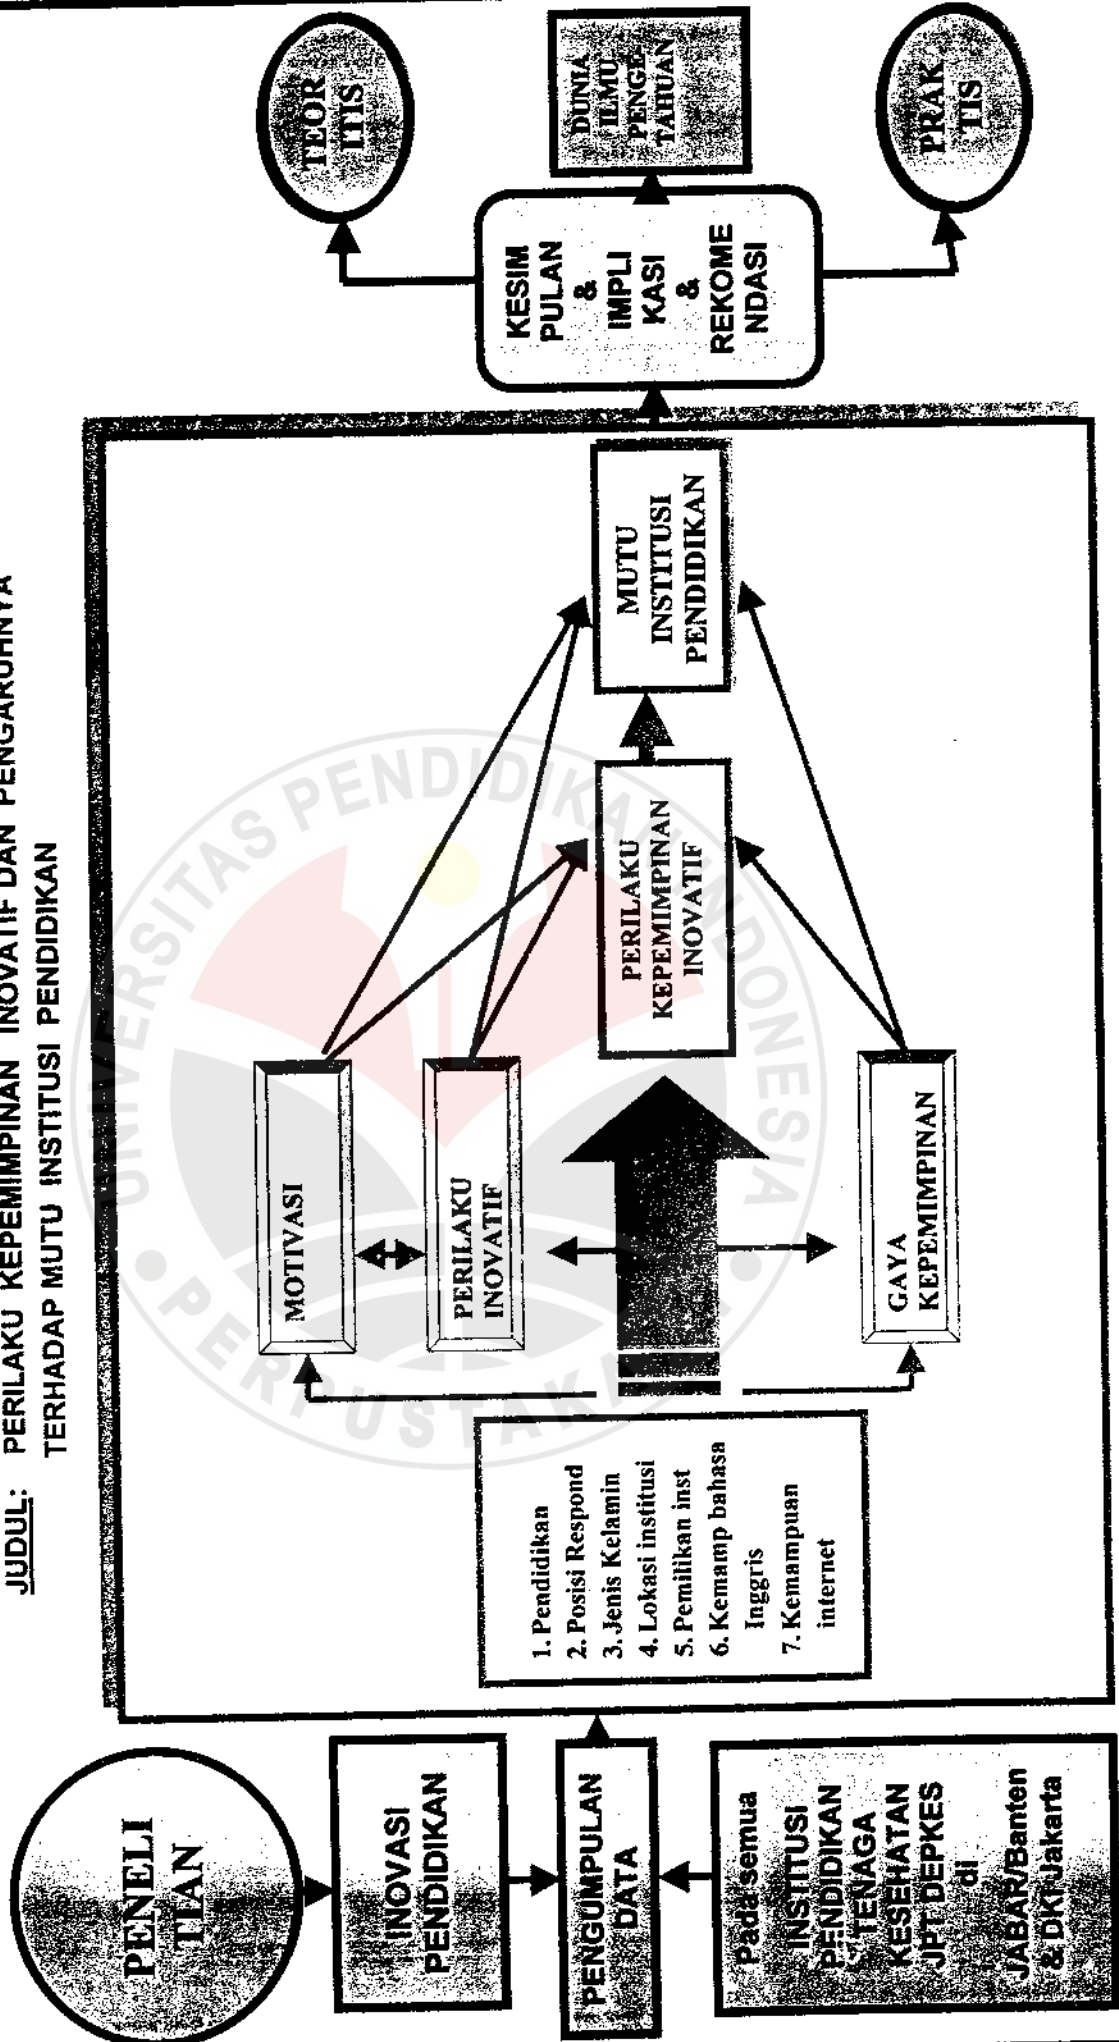 JUDUL: PERILAKU KEPEMIMPINAN INOVATIF DAN PENGARUHNYA
TERHADAP MUTU INSTITUSI PENDIDIKAN
PENELI
TIAN
INOVASI
PENDIDIKAN
PENGUMPULAN
DATA
Pada semua
INSTITUSI
PENDIDIKAN
TENAGA
KESEHATAN
JPT DEPKES
di
JABAR/Banten
& DKI Jakarta
1. Pendidikan
2. Posisi Respond
3. Jenis Kelamin
4. Lokasi institusi
5. Pemilikan inst
6. Kemamp bahasa
Inggris
7. Kemampuan
internet
MOTIVASI
PERILAKU
INOVATIF
GAYA
KEPEMIMPINAN
PERILAKU
KEPEMIMPINAN
INOVATIF
MUTU
INSTITUSI
PENDIDIKAN
KESIM
PULAN
&
IMPLI
KASI
&
REKOME
NDASI
TEOR
ITIS
DUNIA
ILMU
PENGE
TAHUAN
PRAK
TIS
UNIVERSITAS PENDIDIKAN INDONESIA
PERPUSTAKAAN